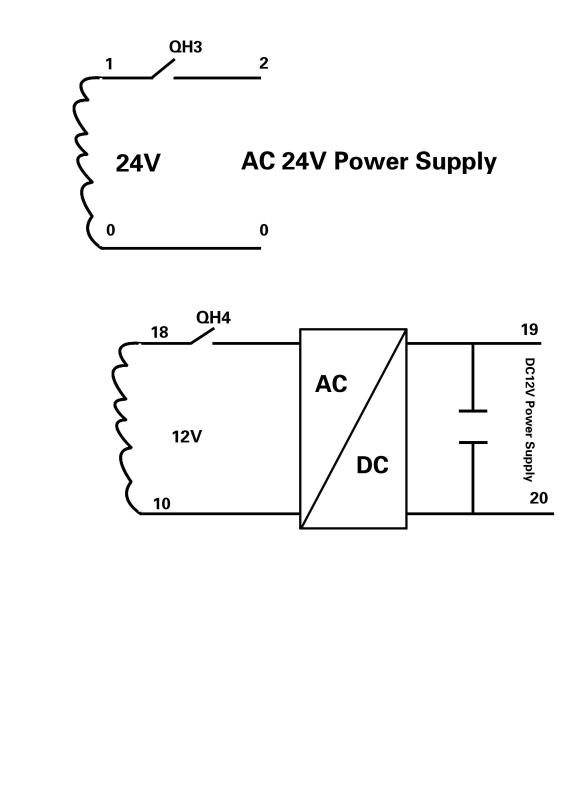 QH3
1
2
24V
AC 24V Power Supply
0
0
QH4
18
19
AC
DC12V Power Supply
12V
DC
10
20